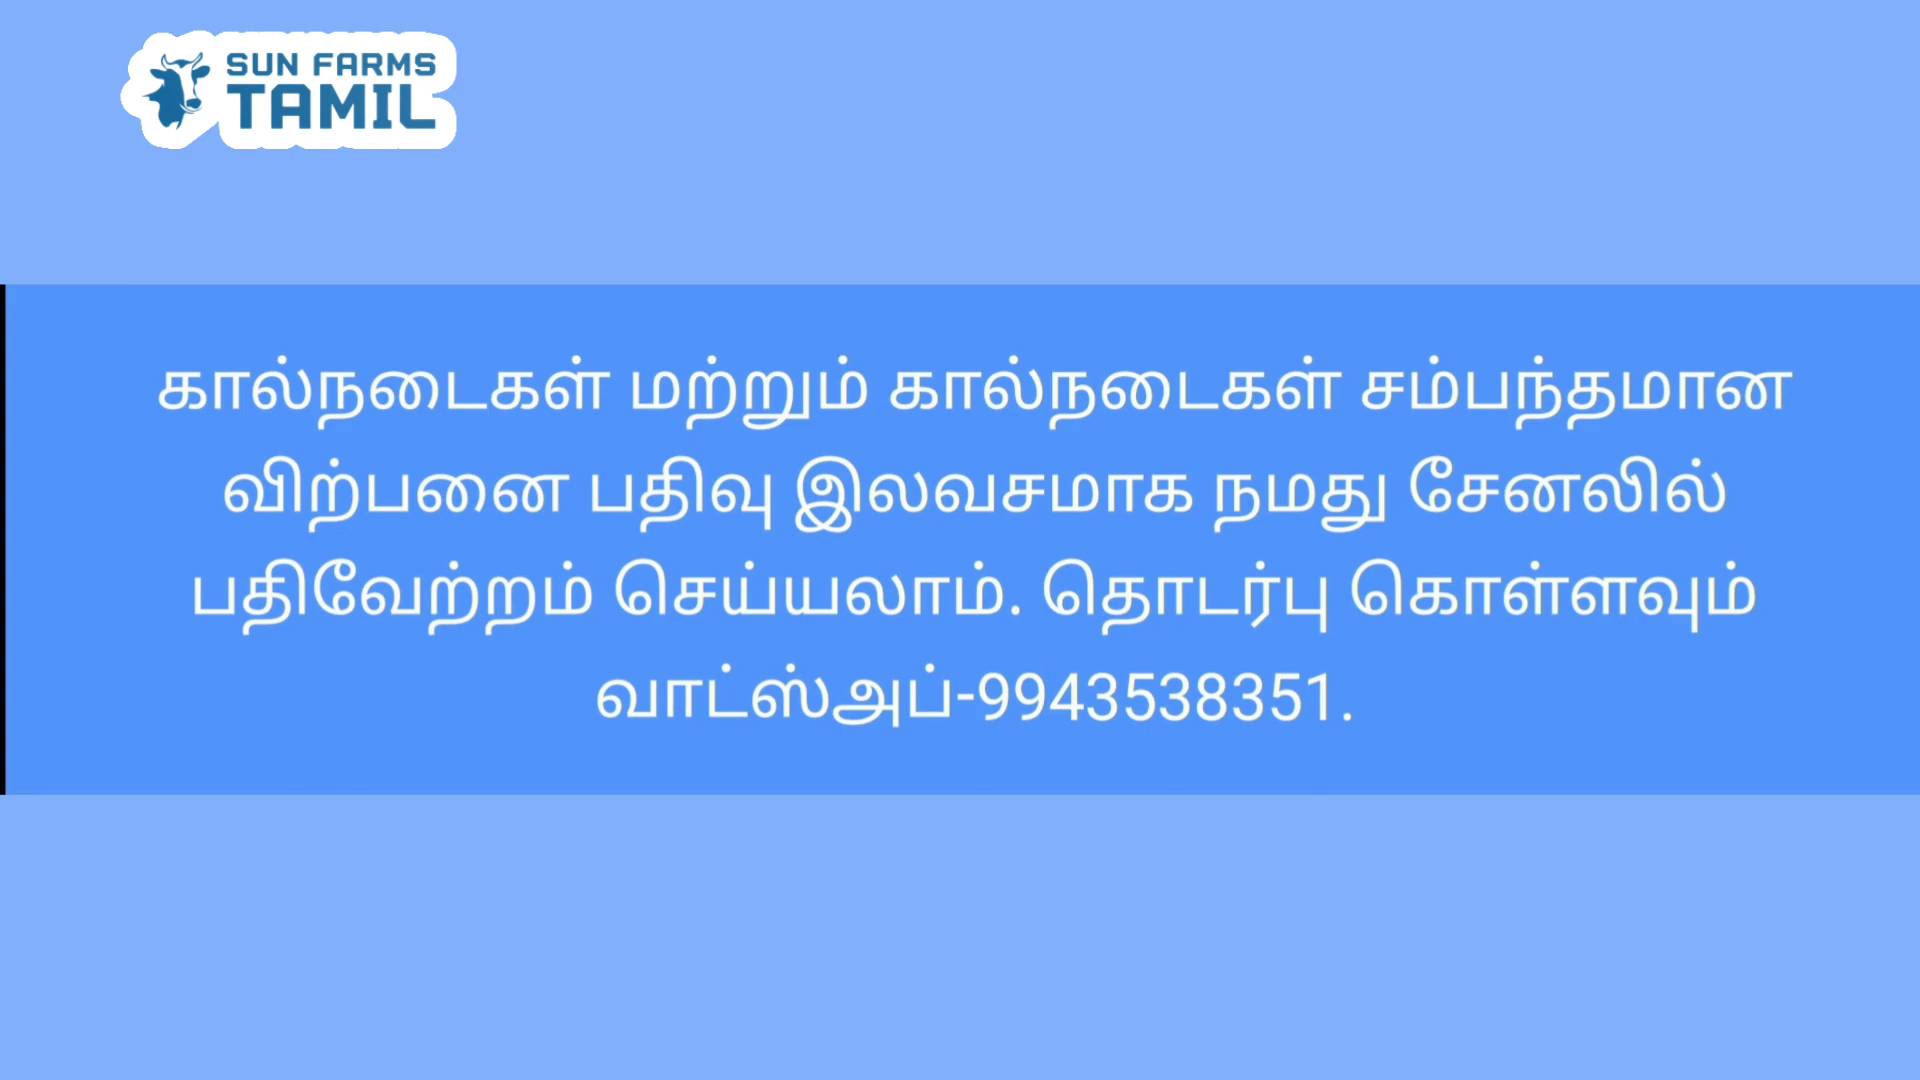 SUN FARMS
TAMIL
கால்நடைகள் மற்றும் கால்நடைகள் சம்பந்தமான
விற்பனை பதிவு இலவசமாக நமது சேனலில்
பதிவேற்றம் செய்யலாம். தொடர்பு கொள்ளவும்
வாட்ஸ்அப்-9943538351.